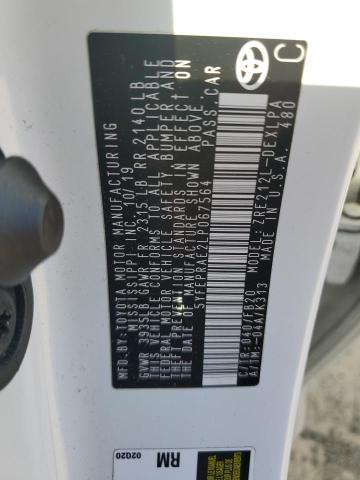 MFD.BY:TOYOTA MOTOR MANUFACTURING
MISSISSIPPI INC. 10/19
GVWR 3935LB GAWR FR 2315LB RR 2140LB
THIS VEHICLE CONFORMS TO ALL APPLICABLE
FEDERAL MOTOR VEHICLE SAFETY,BUMPER,AND
THEFT PREVENTION STANDARDS IN EFFECT ON
THE DATE OF MANUFACTURE SHOWN ABOVE.
5YFEPRAE2LP067564 PASS.CAR
C/TR:040/FB20
A/TM:-04A/K313
MODEL:ZRE212L-DEXLPA
MADE IN U.S.A. 480
TOYOTA
C
RM
02Q20